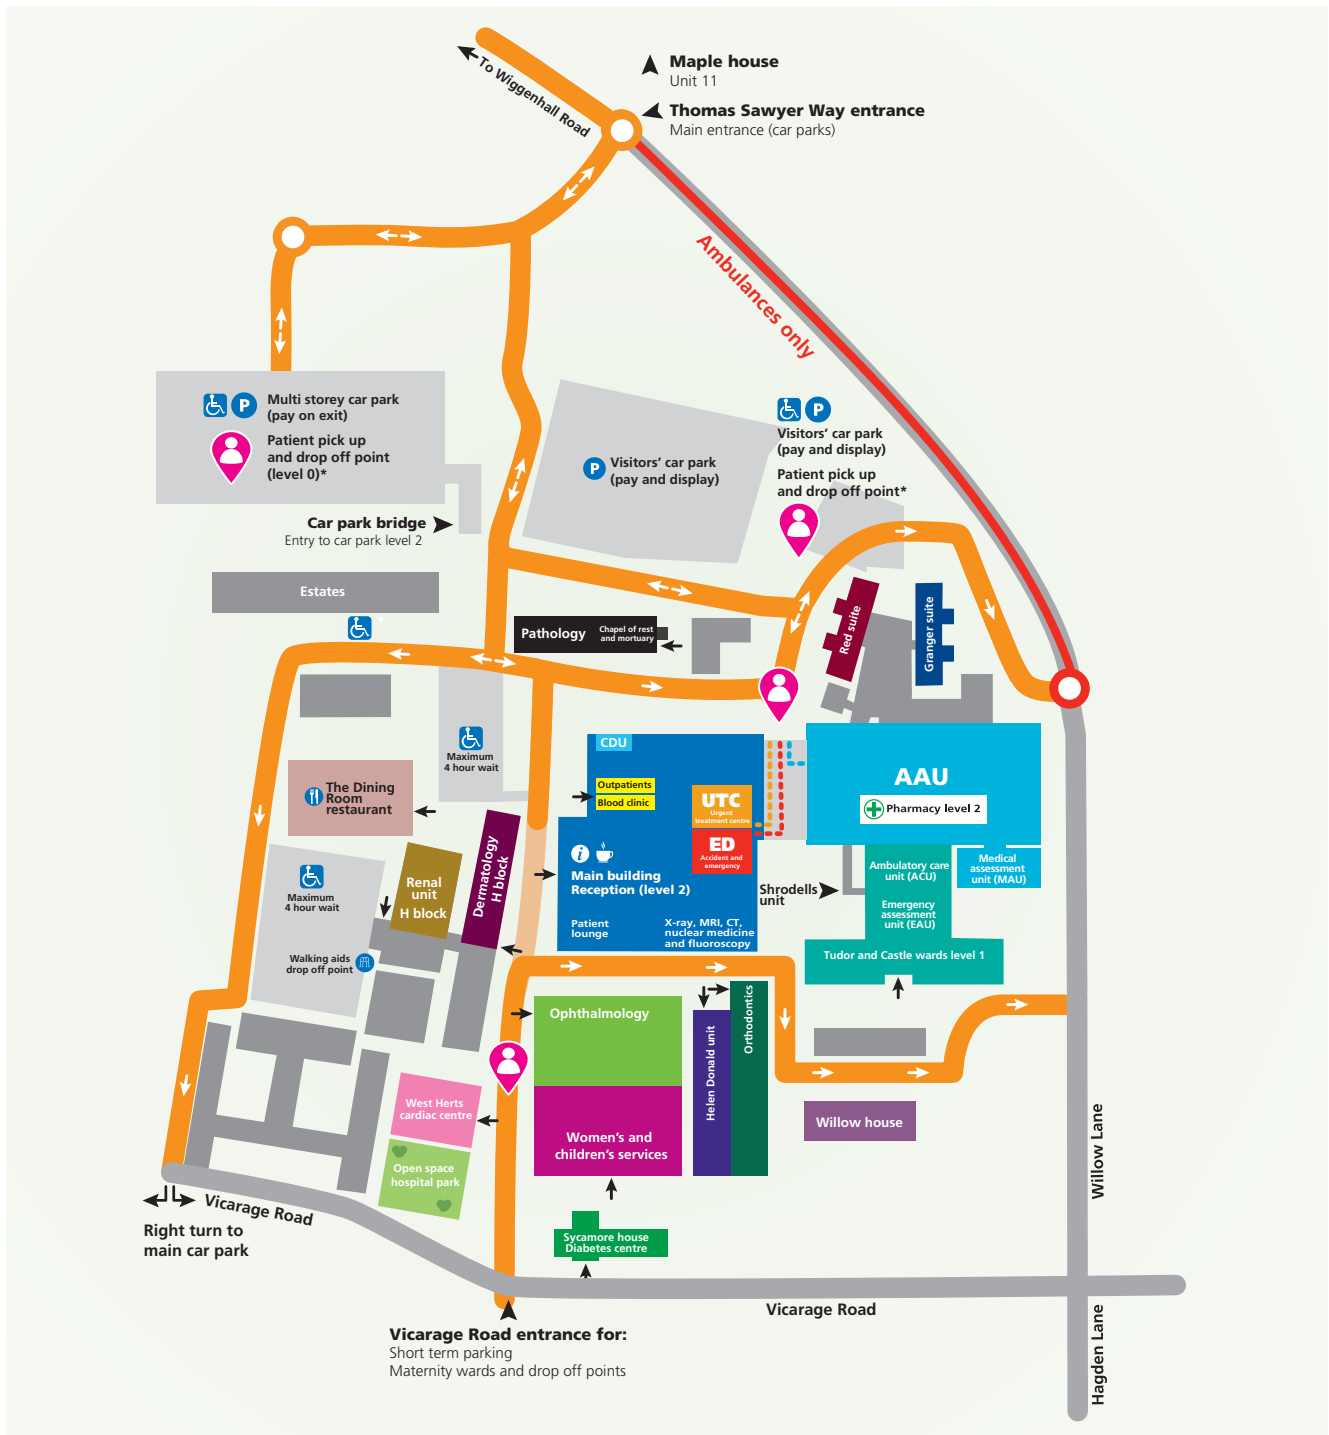 Maple house
Unit 11
To Wiggenhall Road
Thomas Sawyer Way entrance
Main entrance (car parks)
Ambulances only
P
Multi storey car park
(pay on exit)
Patient pick up
and drop off point
(level 0)*
P
Visitors' car park
(pay and display)
P
Visitors' car park
(pay and display)
Patient pick up
and drop off point*
Car park bridge
Entry to car park level 2
Estates
Pathology
Chapel of rest
and mortuary
Red suite
Granger suite
Maximum
4 hour wait
CDU
Outpatients
Blood clinic
UTC
Urgent
treatment centre
ED
Accident and
emergency
AAU
Pharmacy level 2
The Dining
Room
restaurant
Dermatology
H block
Renal
unit
H block
i
Main building
Reception (level 2)
Patient
lounge
X-ray, MRI, CT,
nuclear medicine
and fluoroscopy
Shrodells
unit
Ambulatory care
unit (ACU)
Medical
assessment
unit (MAU)
Emergency
assessment
unit (EAU)
Tudor and Castle wards level 1
Maximum
4 hour wait
Walking aids
drop off point
Ophthalmology
Helen Donald unit
Orthodontics
West Herts
cardiac centre
Women's and
children's services
Willow house
Open space
hospital park
Willow Lane
Vicarage Road
Right turn to
main car park
Sycamore house
Diabetes centre
Vicarage Road
Vicarage Road entrance for:
Short term parking
Maternity wards and drop off points
Hagden Lane